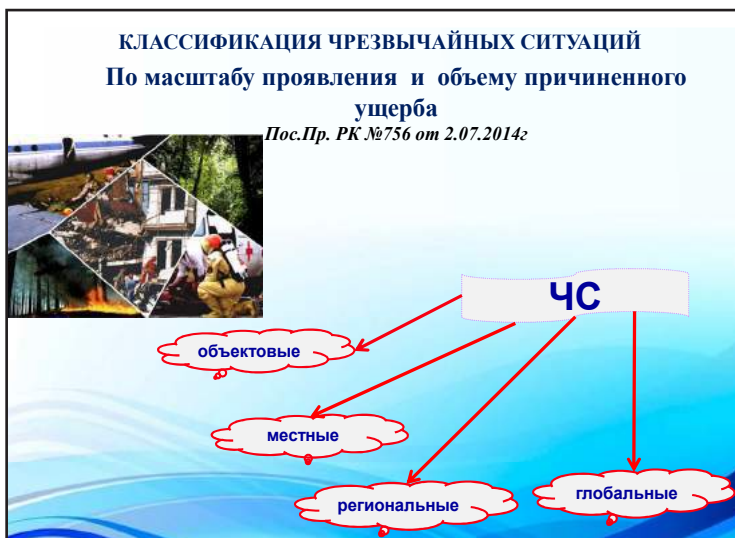 КЛАССИФИКАЦИЯ ЧРЕЗВЫЧАЙНЫХ СИТУАЦИЙ
По масштабу проявления и объему причиненного
ущерба
Пос.Пр. РК №756 от 2.07.2014г
ЧС
объектовые
местные
региональные
глобальные